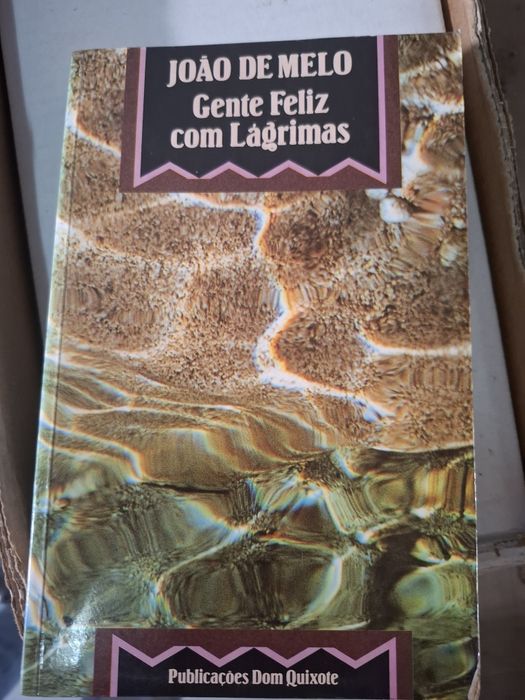 JOÃO DE MELO
Gente Feliz
com Lágrimas
Publicações Dom Quixote